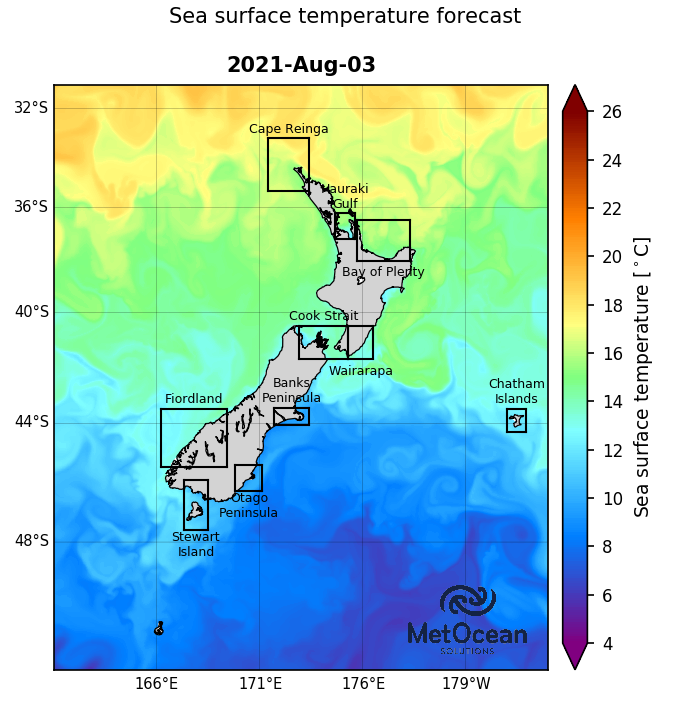 Sea surface temperature forecast
2021-Aug-03
32°S
36°S
40°S
44°S
48°S
166°E
171°E
176°E
179°W
Cape Reinga
Hauraki
Gulf
Bay of Plenty
Cook Strait
Wairarapa
Banks
Peninsula
Fiordland
Chatham
Islands
Otago
Peninsula
Stewart
Island
MetOcean
SOLUTIONS
26
24
22
20
18
16
14
12
10
8
6
4
Sea surface temperature [°C]